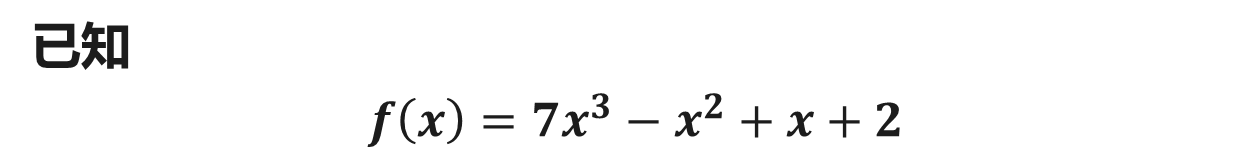 已知
f(x) = 7x³ − x² + x + 2